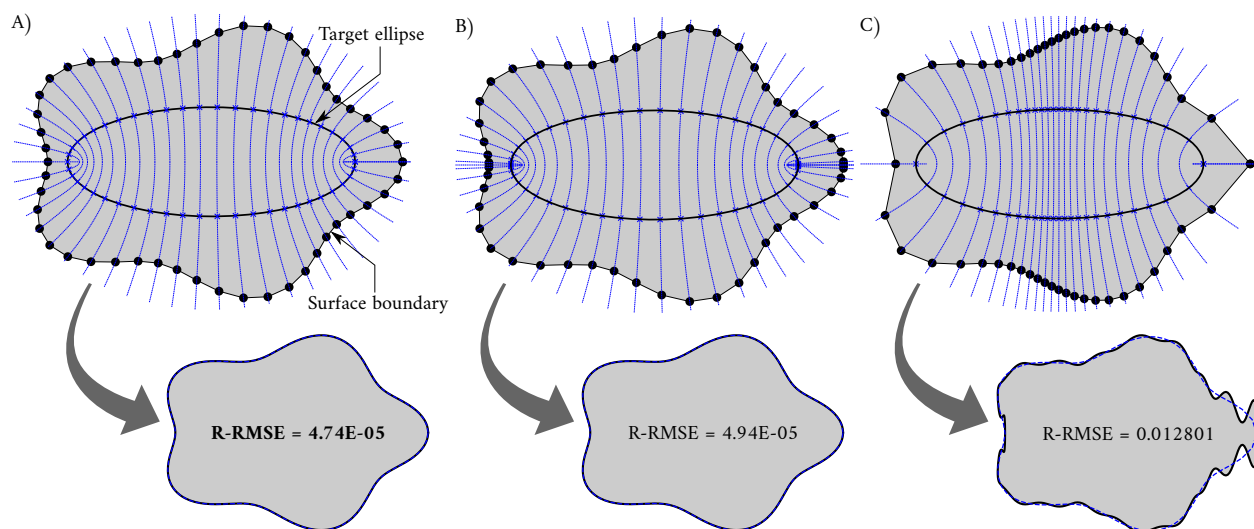 A)
Target ellipse
Surface boundary
R-RMSE = 4.74E-05
B)
R-RMSE = 4.94E-05
C)
R-RMSE = 0.012801